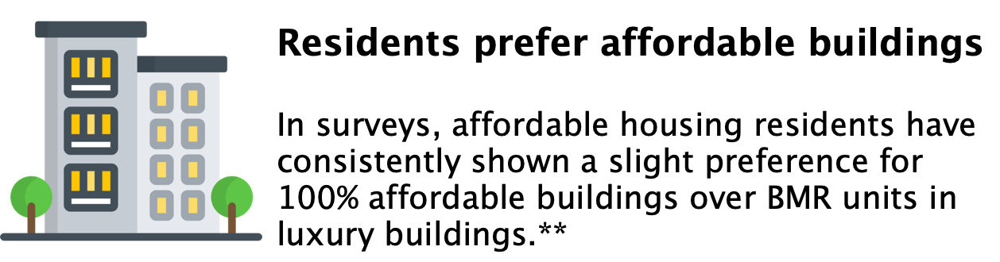 Residents prefer affordable buildings
In surveys, affordable housing residents have
consistently shown a slight preference for
100% affordable buildings over BMR units in
luxury buildings.**